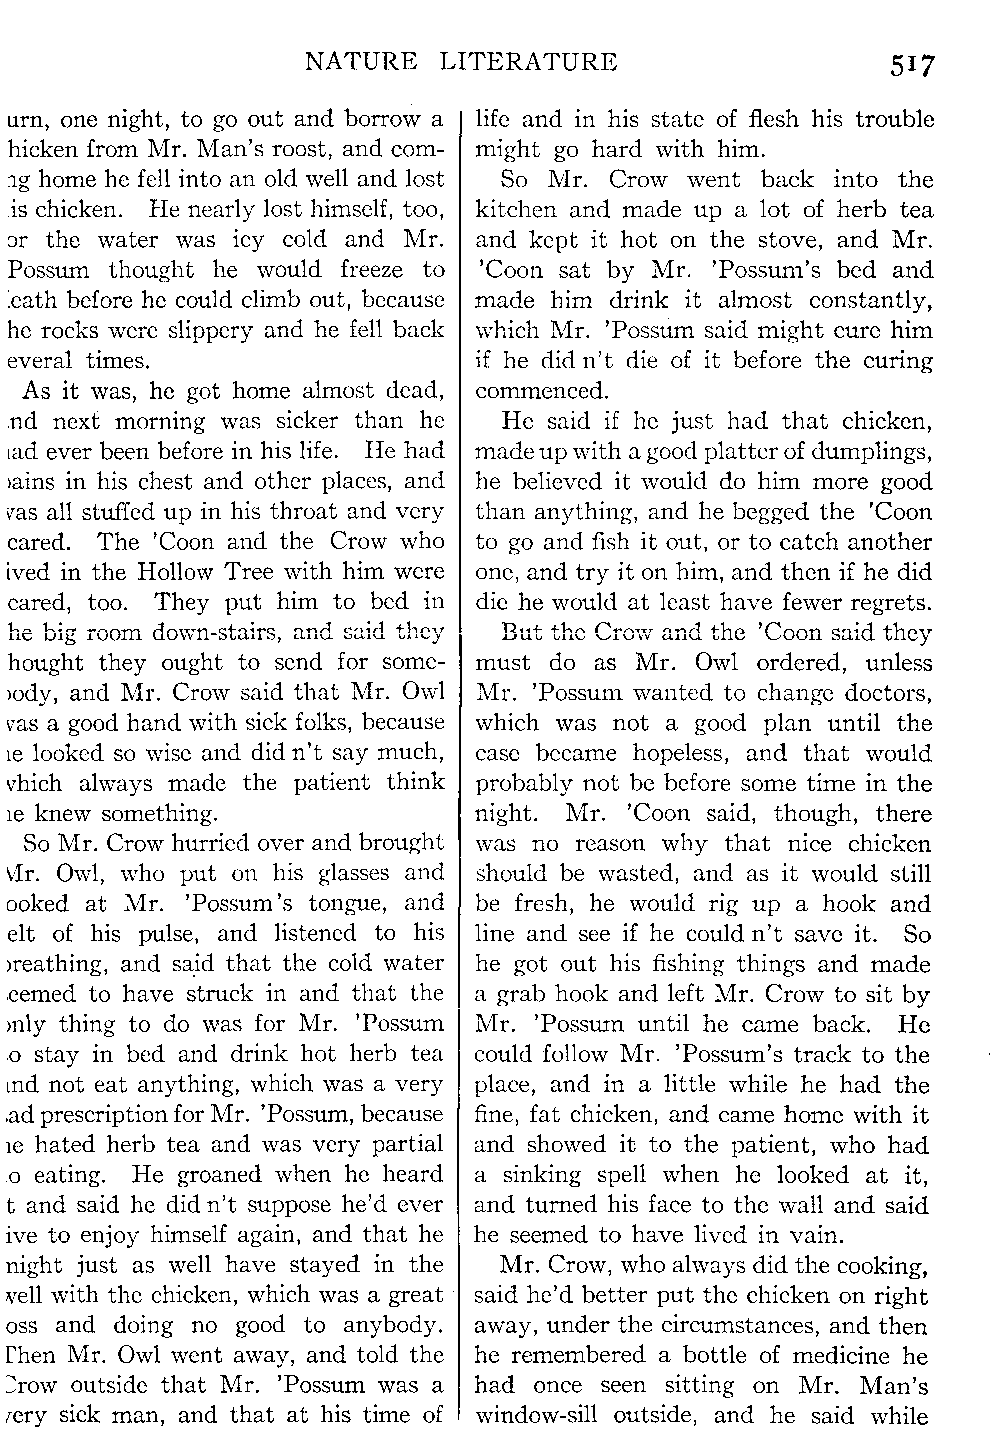 NATURE LITERATURE 517
urn, one night, to go out and borrow a
hicken from Mr. Man's roost, and com-
ng home he fell into an old well and lost
is chicken. He nearly lost himself, too,
or the water was icy cold and Mr.
Possum thought he would freeze to
eath before he could climb out, because
he rocks were slippery and he fell back
everal times.
As it was, he got home almost dead,
nd next morning was sicker than he
ad ever been before in his life. He had
ains in his chest and other places, and
was all stuffed up in his throat and very
cared. The 'Coon and the Crow who
ived in the Hollow Tree with him were
cared, too. They put him to bed in
he big room down-stairs, and said they
hought they ought to send for some-
ody, and Mr. Crow said that Mr. Owl
was a good hand with sick folks, because
he looked so wise and did n't say much,
which always made the patient think
he knew something.
So Mr. Crow hurried over and brought
Mr. Owl, who put on his glasses and
ooked at Mr. 'Possum's tongue, and
elt of his pulse, and listened to his
breathing, and said that the cold water
eemed to have struck in and that the
only thing to do was for Mr. 'Possum
o stay in bed and drink hot herb tea
and not eat anything, which was a very
ad prescription for Mr. 'Possum, because
he hated herb tea and was very partial
o eating. He groaned when he heard
t and said he did n't suppose he'd ever
ive to enjoy himself again, and that he
might just as well have stayed in the
well with the chicken, which was a great
oss and doing no good to anybody.
Then Mr. Owl went away, and told the
Crow outside that Mr. 'Possum was a
very sick man, and that at his time of
life and in his state of flesh his trouble
might go hard with him.
So Mr. Crow went back into the
kitchen and made up a lot of herb tea
and kept it hot on the stove, and Mr.
'Coon sat by Mr. 'Possum's bed and
made him drink it almost constantly,
which Mr. 'Possum said might cure him
if he did n't die of it before the curing
commenced.
He said if he just had that chicken,
made up with a good platter of dumplings,
he believed it would do him more good
than anything, and he begged the 'Coon
to go and fish it out, or to catch another
one, and try it on him, and then if he did
die he would at least have fewer regrets.
But the Crow and the 'Coon said they
must do as Mr. Owl ordered, unless
Mr. 'Possum wanted to change doctors,
which was not a good plan until the
case became hopeless, and that would
probably not be before some time in the
night. Mr. 'Coon said, though, there
was no reason why that nice chicken
should be wasted, and as it would still
be fresh, he would rig up a hook and
line and see if he could n't save it. So
he got out his fishing things and made
a grab hook and left Mr. Crow to sit by
Mr. 'Possum until he came back. He
could follow Mr. 'Possum's track to the
place, and in a little while he had the
fine, fat chicken, and came home with it
and showed it to the patient, who had
a sinking spell when he looked at it,
and turned his face to the wall and said
he seemed to have lived in vain.
Mr. Crow, who always did the cooking,
said he'd better put the chicken on right
away, under the circumstances, and then
he remembered a bottle of medicine he
had once seen sitting on Mr. Man's
window-sill outside, and he said while